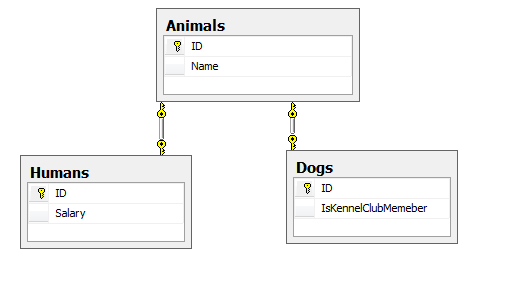 Animals
ID
Name
Humans
ID
Salary
Dogs
ID
IsKennelClubMemeber